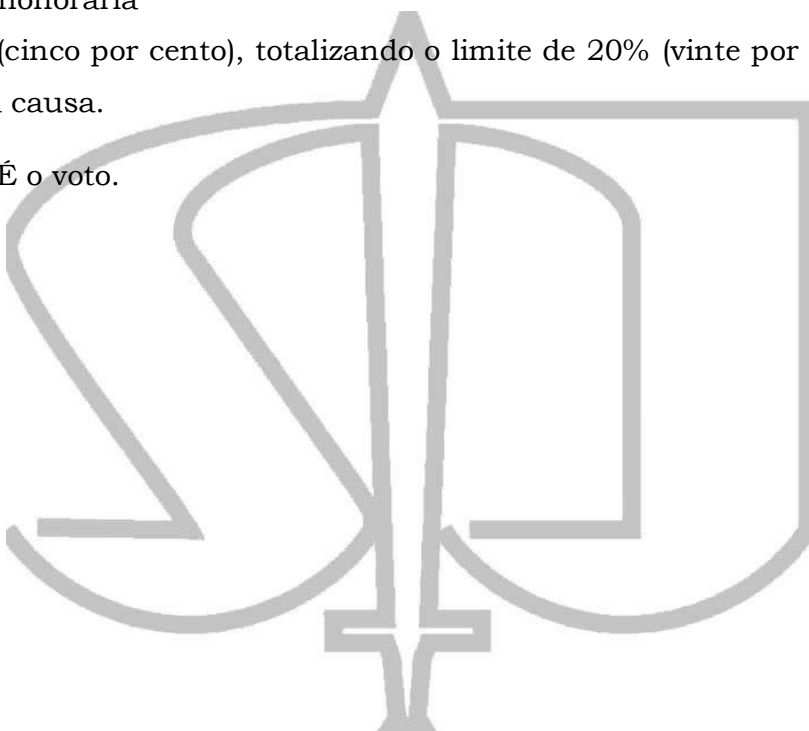 honorária
(cinco por cento), totalizando o limite de 20% (vinte por
causa.
É o voto.